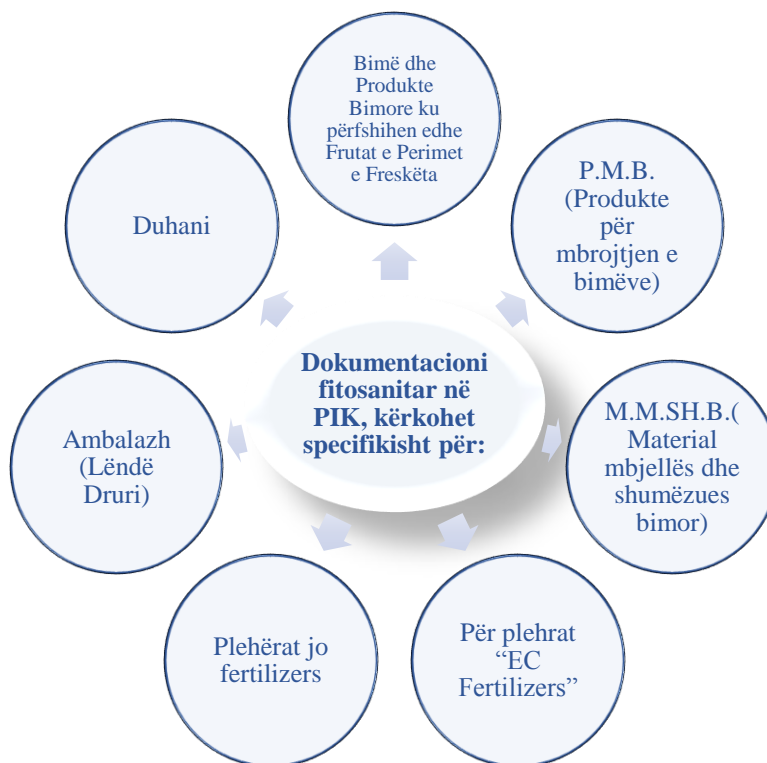 Bimë dhe
Produkte
Bimore ku
përfshihen edhe
Frutat e Perimet
e Freskëta
P.M.B.
(Produkte
për
mbrojtjen e
bimëve)
Duhani
Dokumentacioni
fitosanitar në
PIK, kërkohet
specifikisht për:
M.M.SH.B.(
Material
mbjellës dhe
shumëzues
bimor)
Ambalazh
(Lëndë
Druri)
Për plehrat
“EC
Fertilizers”
Plehërat jo
fertilizers